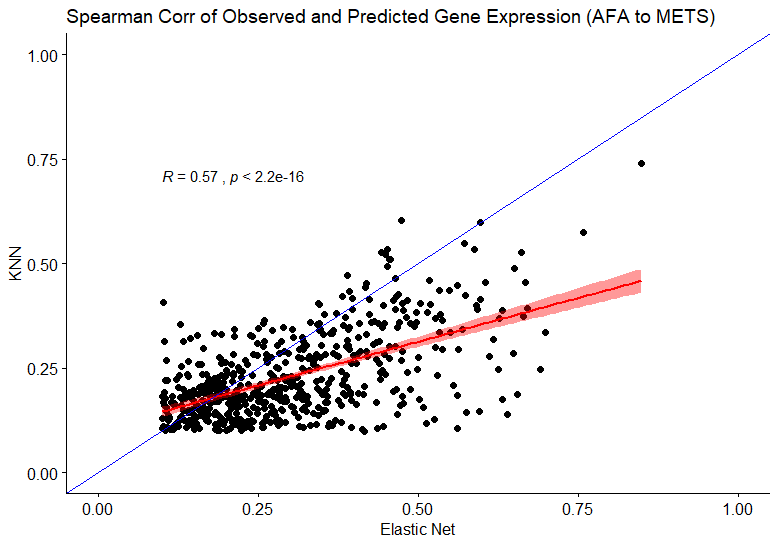 Spearman Corr of Observed and Predicted Gene Expression (AFA to METS)
1.00
0.75
R = 0.57 , p < 2.2e-16
KNN
0.50
0.25
0.00
0.00 0.25 0.50 0.75 1.00
Elastic Net